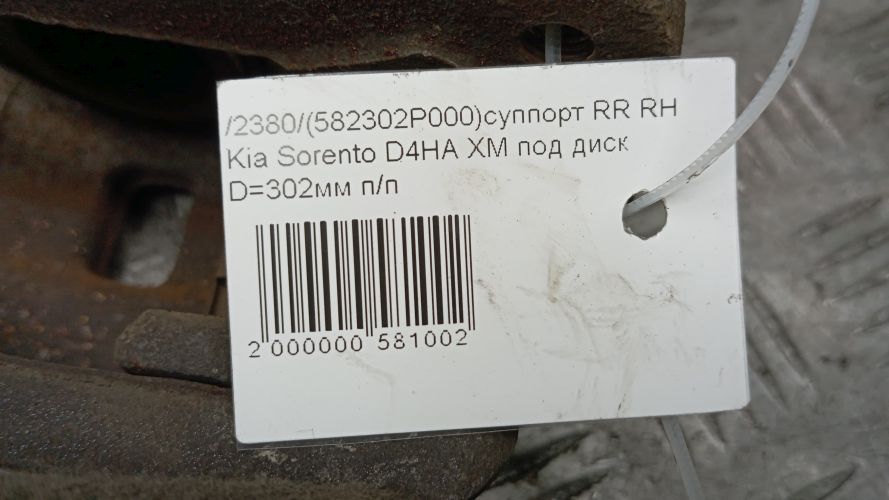 /2380/(582302P000)суппорт RR RH
Kia Sorento D4HA XM под диск
D=302мм п/п
2 000000 581002